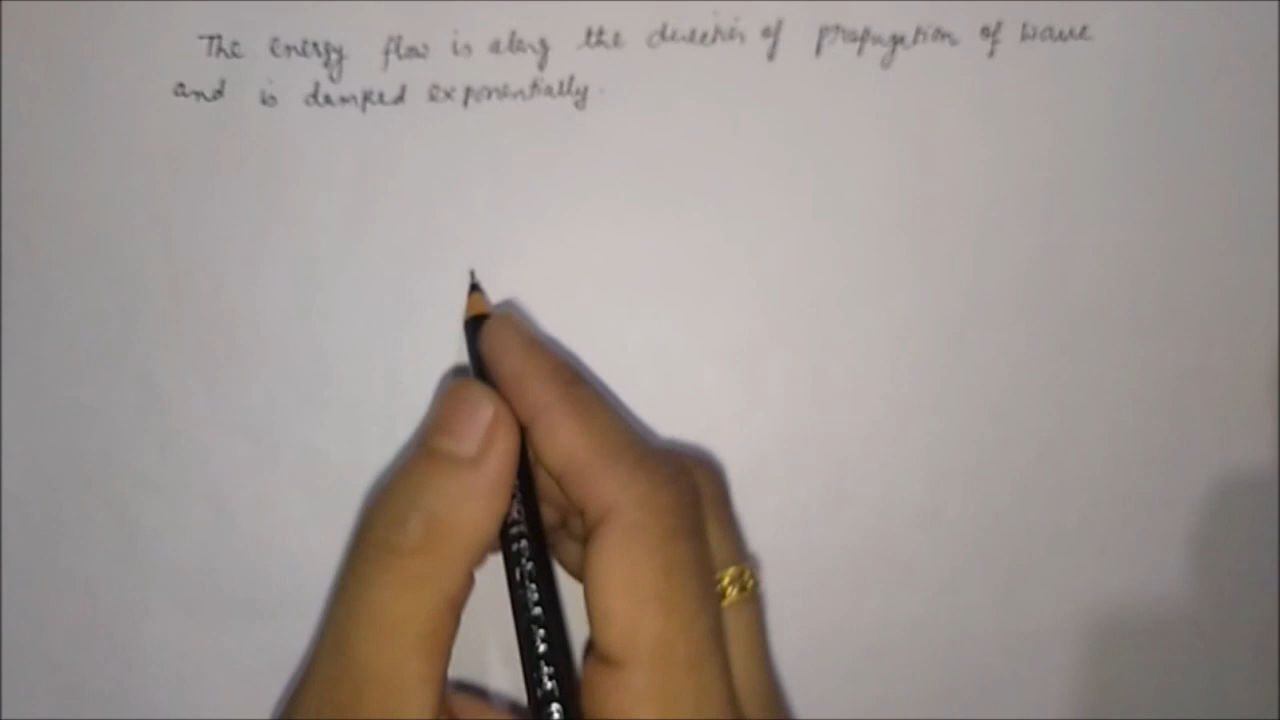 The energy flow is along the direction of propagation of wave
and is damped exponentially.